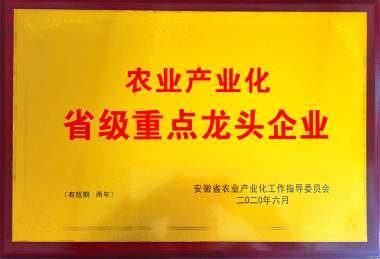 农业产业化
省级重点龙头企业
（有效期 两年）
安徽省农业产业化工作指导委员会
二〇二〇年六月